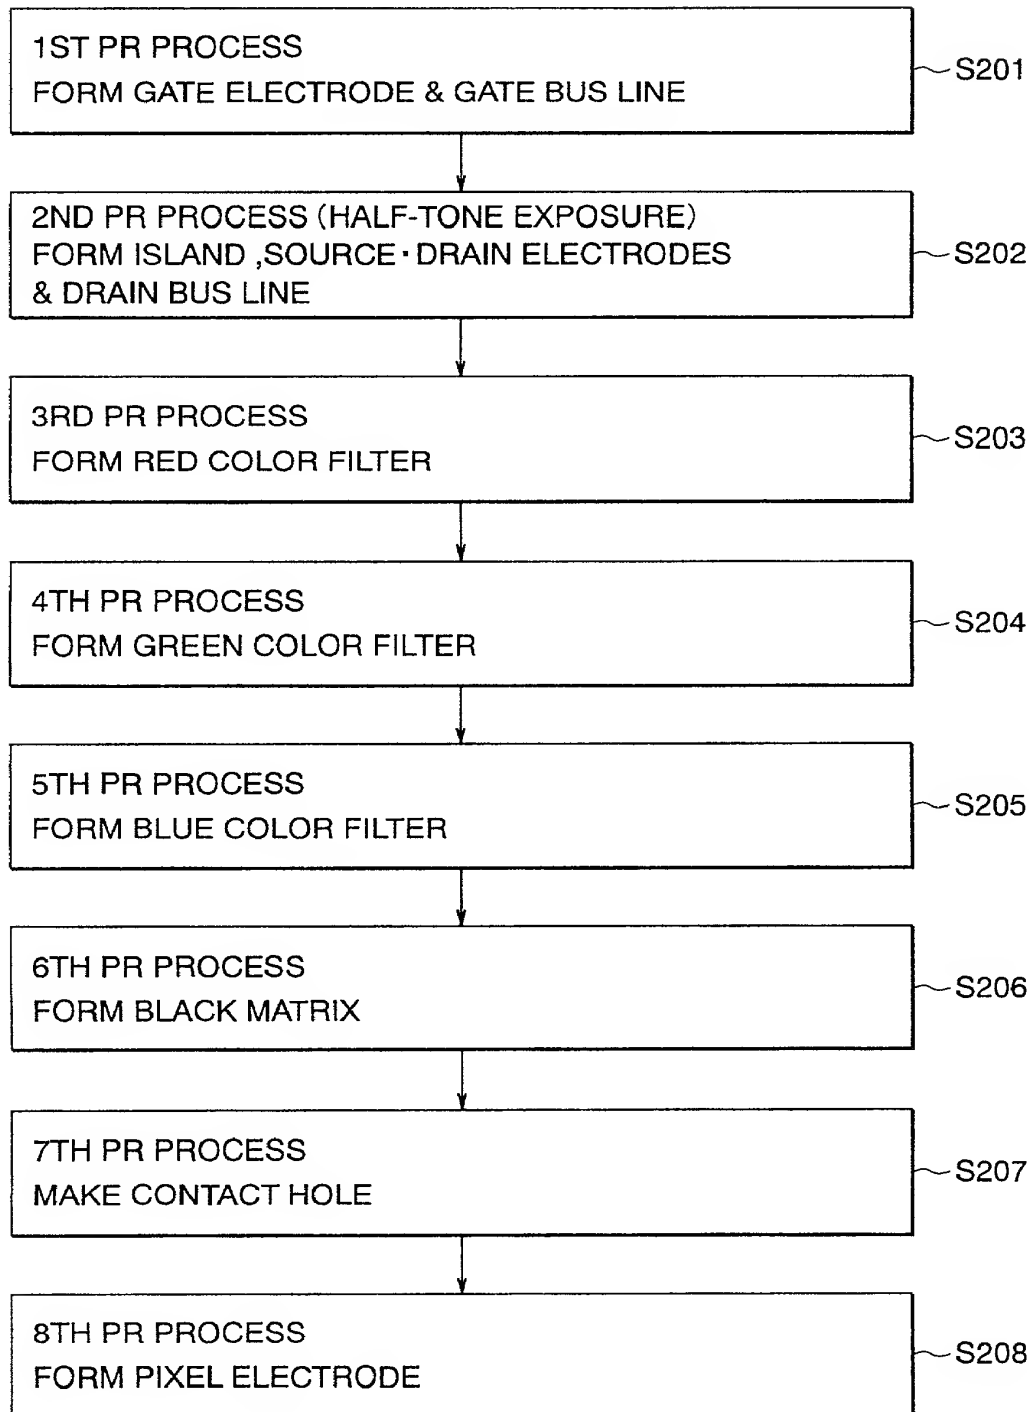 1ST PR PROCESS
FORM GATE ELECTRODE & GATE BUS LINE
S201
2ND PR PROCESS (HALF-TONE EXPOSURE)
FORM ISLAND ,SOURCE・DRAIN ELECTRODES
& DRAIN BUS LINE
S202
3RD PR PROCESS
FORM RED COLOR FILTER
S203
4TH PR PROCESS
FORM GREEN COLOR FILTER
S204
5TH PR PROCESS
FORM BLUE COLOR FILTER
S205
6TH PR PROCESS
FORM BLACK MATRIX
S206
7TH PR PROCESS
MAKE CONTACT HOLE
S207
8TH PR PROCESS
FORM PIXEL ELECTRODE
S208